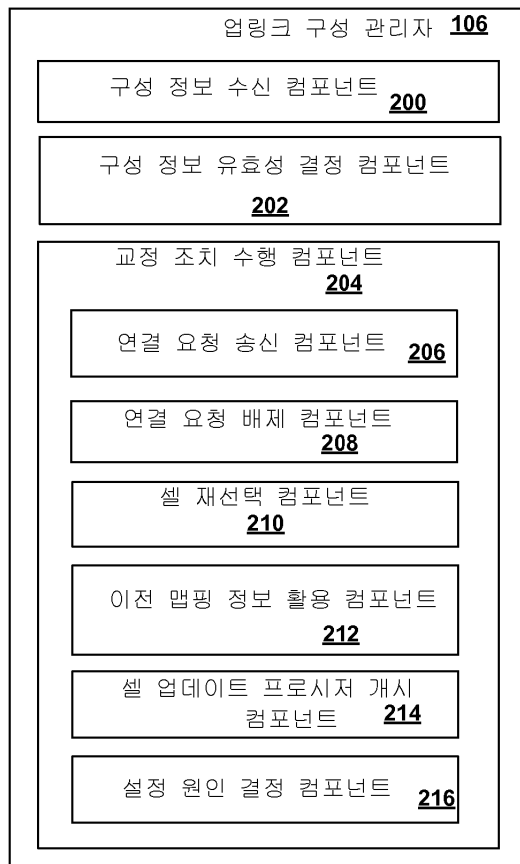 업링크 구성 관리자 106
구성 정보 수신 컴포넌트
200
구성 정보 유효성 결정 컴포넌트
202
교정 조치 수행 컴포넌트
204
연결 요청 송신 컴포넌트 206
연결 요청 배제 컴포넌트
208
셀 재선택 컴포넌트
210
이전 맵핑 정보 활용 컴포넌트
212
셀 업데이트 프로시저 개시
컴포넌트 214
설정 원인 결정 컴포넌트 216